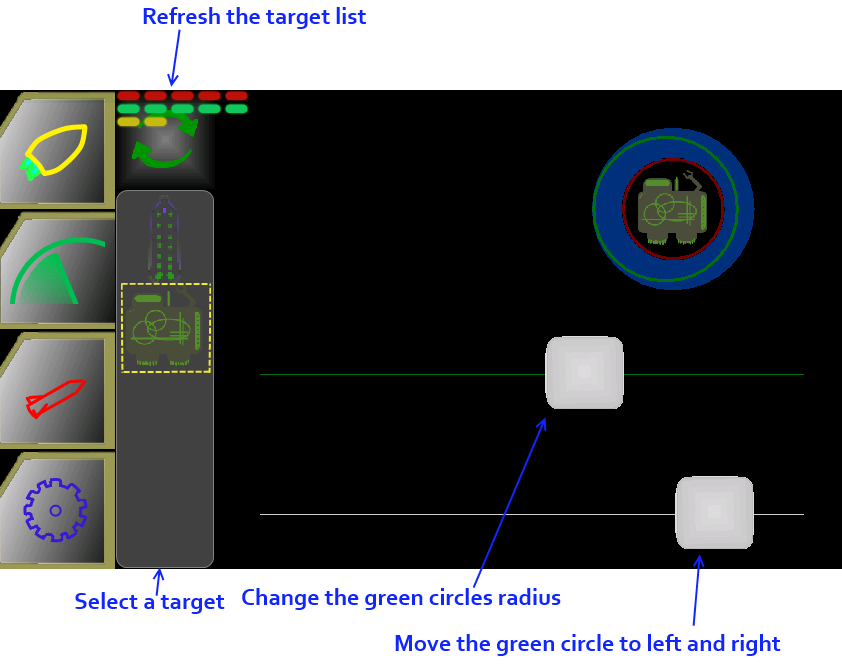 Refresh the target list
Select a target
Change the green circles radius
Move the green circle to left and right